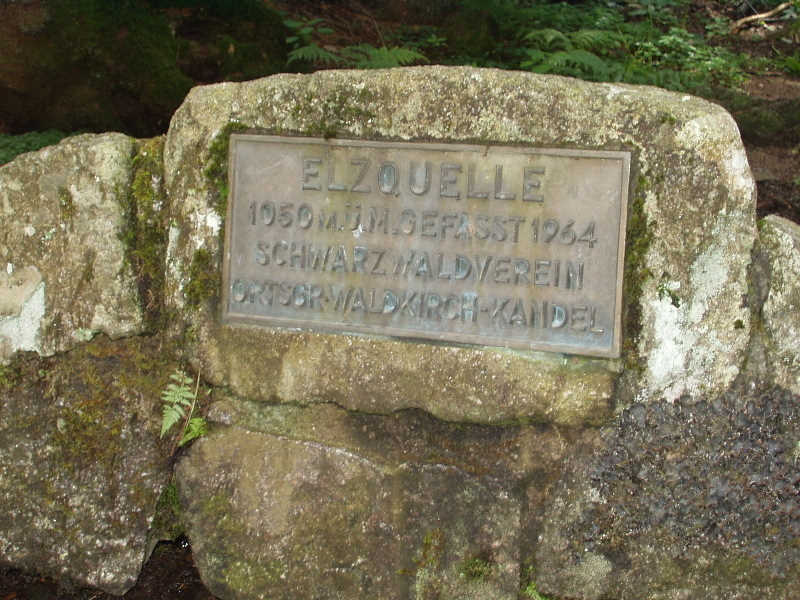 ELZQUELLE
1050 M.Ü.M. GEFASST 1964
SCHWARZWALDVEREIN
ORTSGR. WALDKIRCH-KANDEL